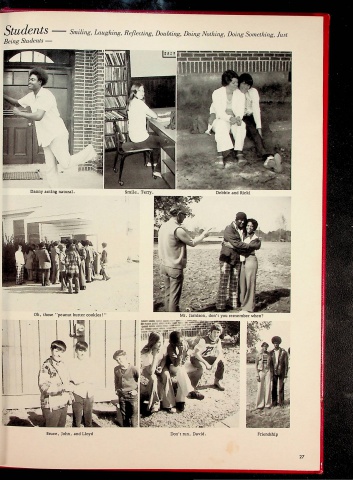 Students — Smiling, Laughing, Reflecting, Doubting, Doing Nothing, Doing Something, Just
Being Students —
Danny acting natural.
Smile, Terry.
Debbie and Ricki
Oh, those "peanut butter cookies!"
Mr. Jamison, don't you remember when?
Bruce, John, and Lloyd
Don't run, David.
Friendship
27